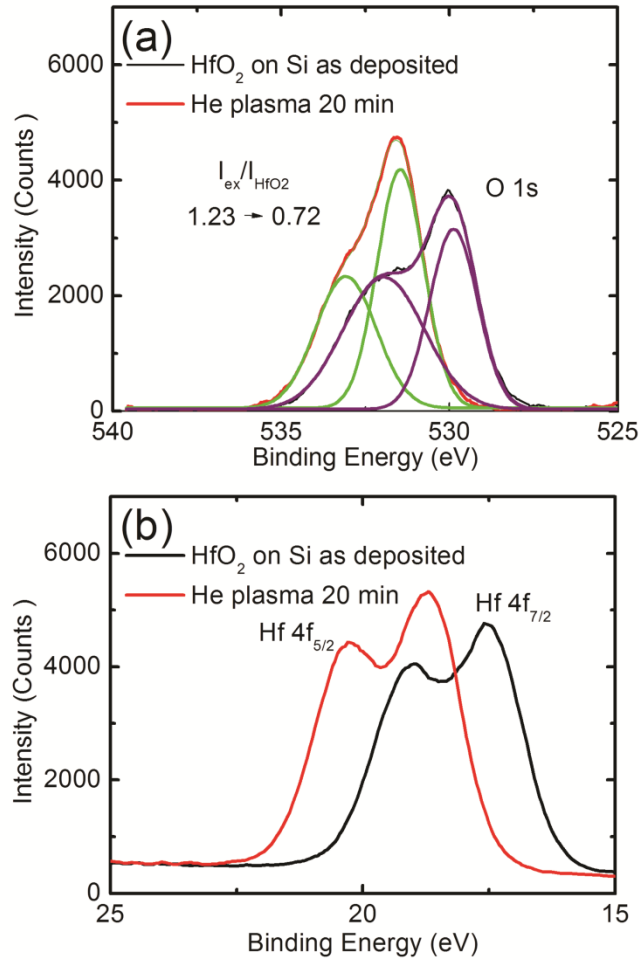 (a)
6000
4000
2000
0
Intensity (Counts)
HfO2 on Si as deposited
He plasma 20 min
Iex/IHfO2
1.23 → 0.72
O 1s
540 535 530 525
Binding Energy (eV)
(b)
6000
4000
2000
0
Intensity (Counts )
HfO2 on Si as deposited
He plasma 20 min
Hf 4f7/2
Hf 4f5/2
25 20 15
Binding Energy (eV)